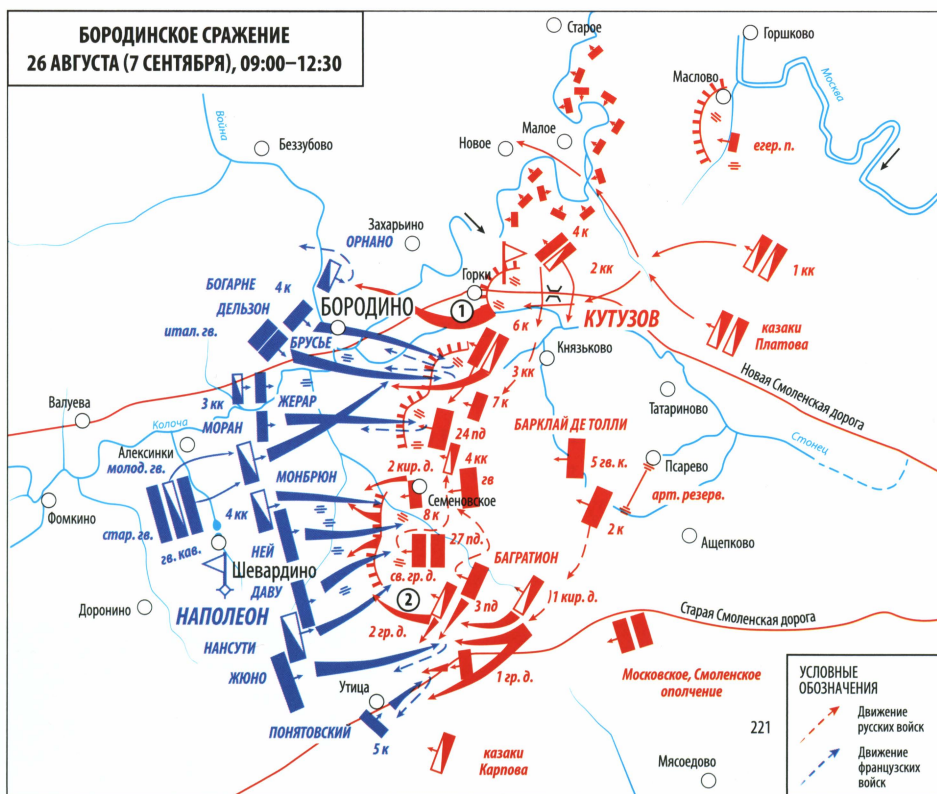 БОРОДИНСКОЕ СРАЖЕНИЕ
26 АВГУСТА (7 СЕНТЯБРЯ), 09:00–12:30
Старое
Горшково
Москва
Маслово
Война
Беззубово
Новое
Малое
егер. п.
Захарьино
ОРНАНО
4 к
2 кк
1 кк
БОГАРНЕ
4 к
Горки
ДЕЛЬЗОН
БОРОДИНО
1
КУТУЗОВ
итал. гв.
БРУСЬЕ
6 к
казаки
Платова
Князьково
3 кк
Новая Смоленская дорога
3 кк
ЖЕРАР
7 к
Татариново
Валуева
МОРАН
БАРКЛАЙ ДЕ ТОЛЛИ
Колоча
24 пд
Стонец
Алексинки
молод. гв.
4 кк
5 гв. к.
Псарево
МОНБРЮН
2 кир. д.
гв
арт. резерв.
Семеновское
Фомкино
4 кк
8 к
2 к
стар. гв.
гв. кав.
НЕЙ
27 пд.
Ащепково
БАГРАТИОН
Шевардино
св. гр. д.
ДАВУ
1 кир. д.
Доронино
НАПОЛЕОН
2
3 пд
Старая Смоленская дорога
2 гр. д.
НАНСУТИ
ЖЮНО
1 гр. д.
Московское, Смоленское
ополчение
Утица
ПОНЯТОВСКИЙ
5 к
казаки
Карпова
Мясоедово
221
УСЛОВНЫЕ
ОБОЗНАЧЕНИЯ
Движение
русских войск
Движение
французских
войск